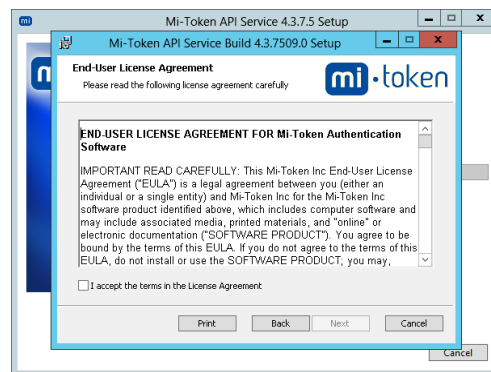 mi
Mi-Token API Service 4.3.7.5 Setup
Mi-Token API Service Build 4.3.7509.0 Setup
End-User License Agreement
Please read the following license agreement carefully
mi·token
END-USER LICENSE AGREEMENT FOR Mi-Token Authentication
Software
IMPORTANT READ CAREFULLY: This Mi-Token Inc End-User License
Agreement ("EULA") is a legal agreement between you (either an
individual or a single entity) and Mi-Token Inc for the Mi-Token
software product identified above, which includes computer software and
may include associated media, printed materials, and "online" or
electronic documentation ("SOFTWARE PRODUCT"). You agree to be
bound by the terms of this EULA. If you do not agree to the terms of this
EULA, do not install or use the SOFTWARE PRODUCT; you may,
I accept the terms in the License Agreement
Print
Back
Next
Cancel
Cancel